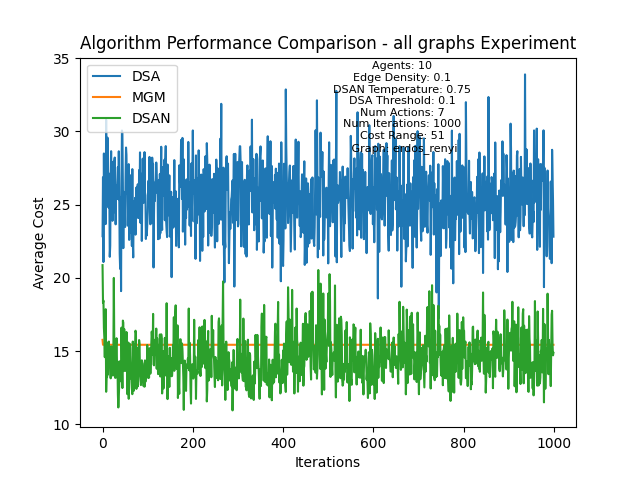 Algorithm Performance Comparison - all graphs Experiment
DSA
MGM
DSAN
Agents: 10
Edge Density: 0.1
DSAN Temperature: 0.75
DSA Threshold: 0.1
Num Actions: 7
Num Iterations: 1000
Cost Range: 51
Graph: erdos_renyi
Average Cost
35
30
25
20
15
10
0
200
400
600
800
1000
Iterations